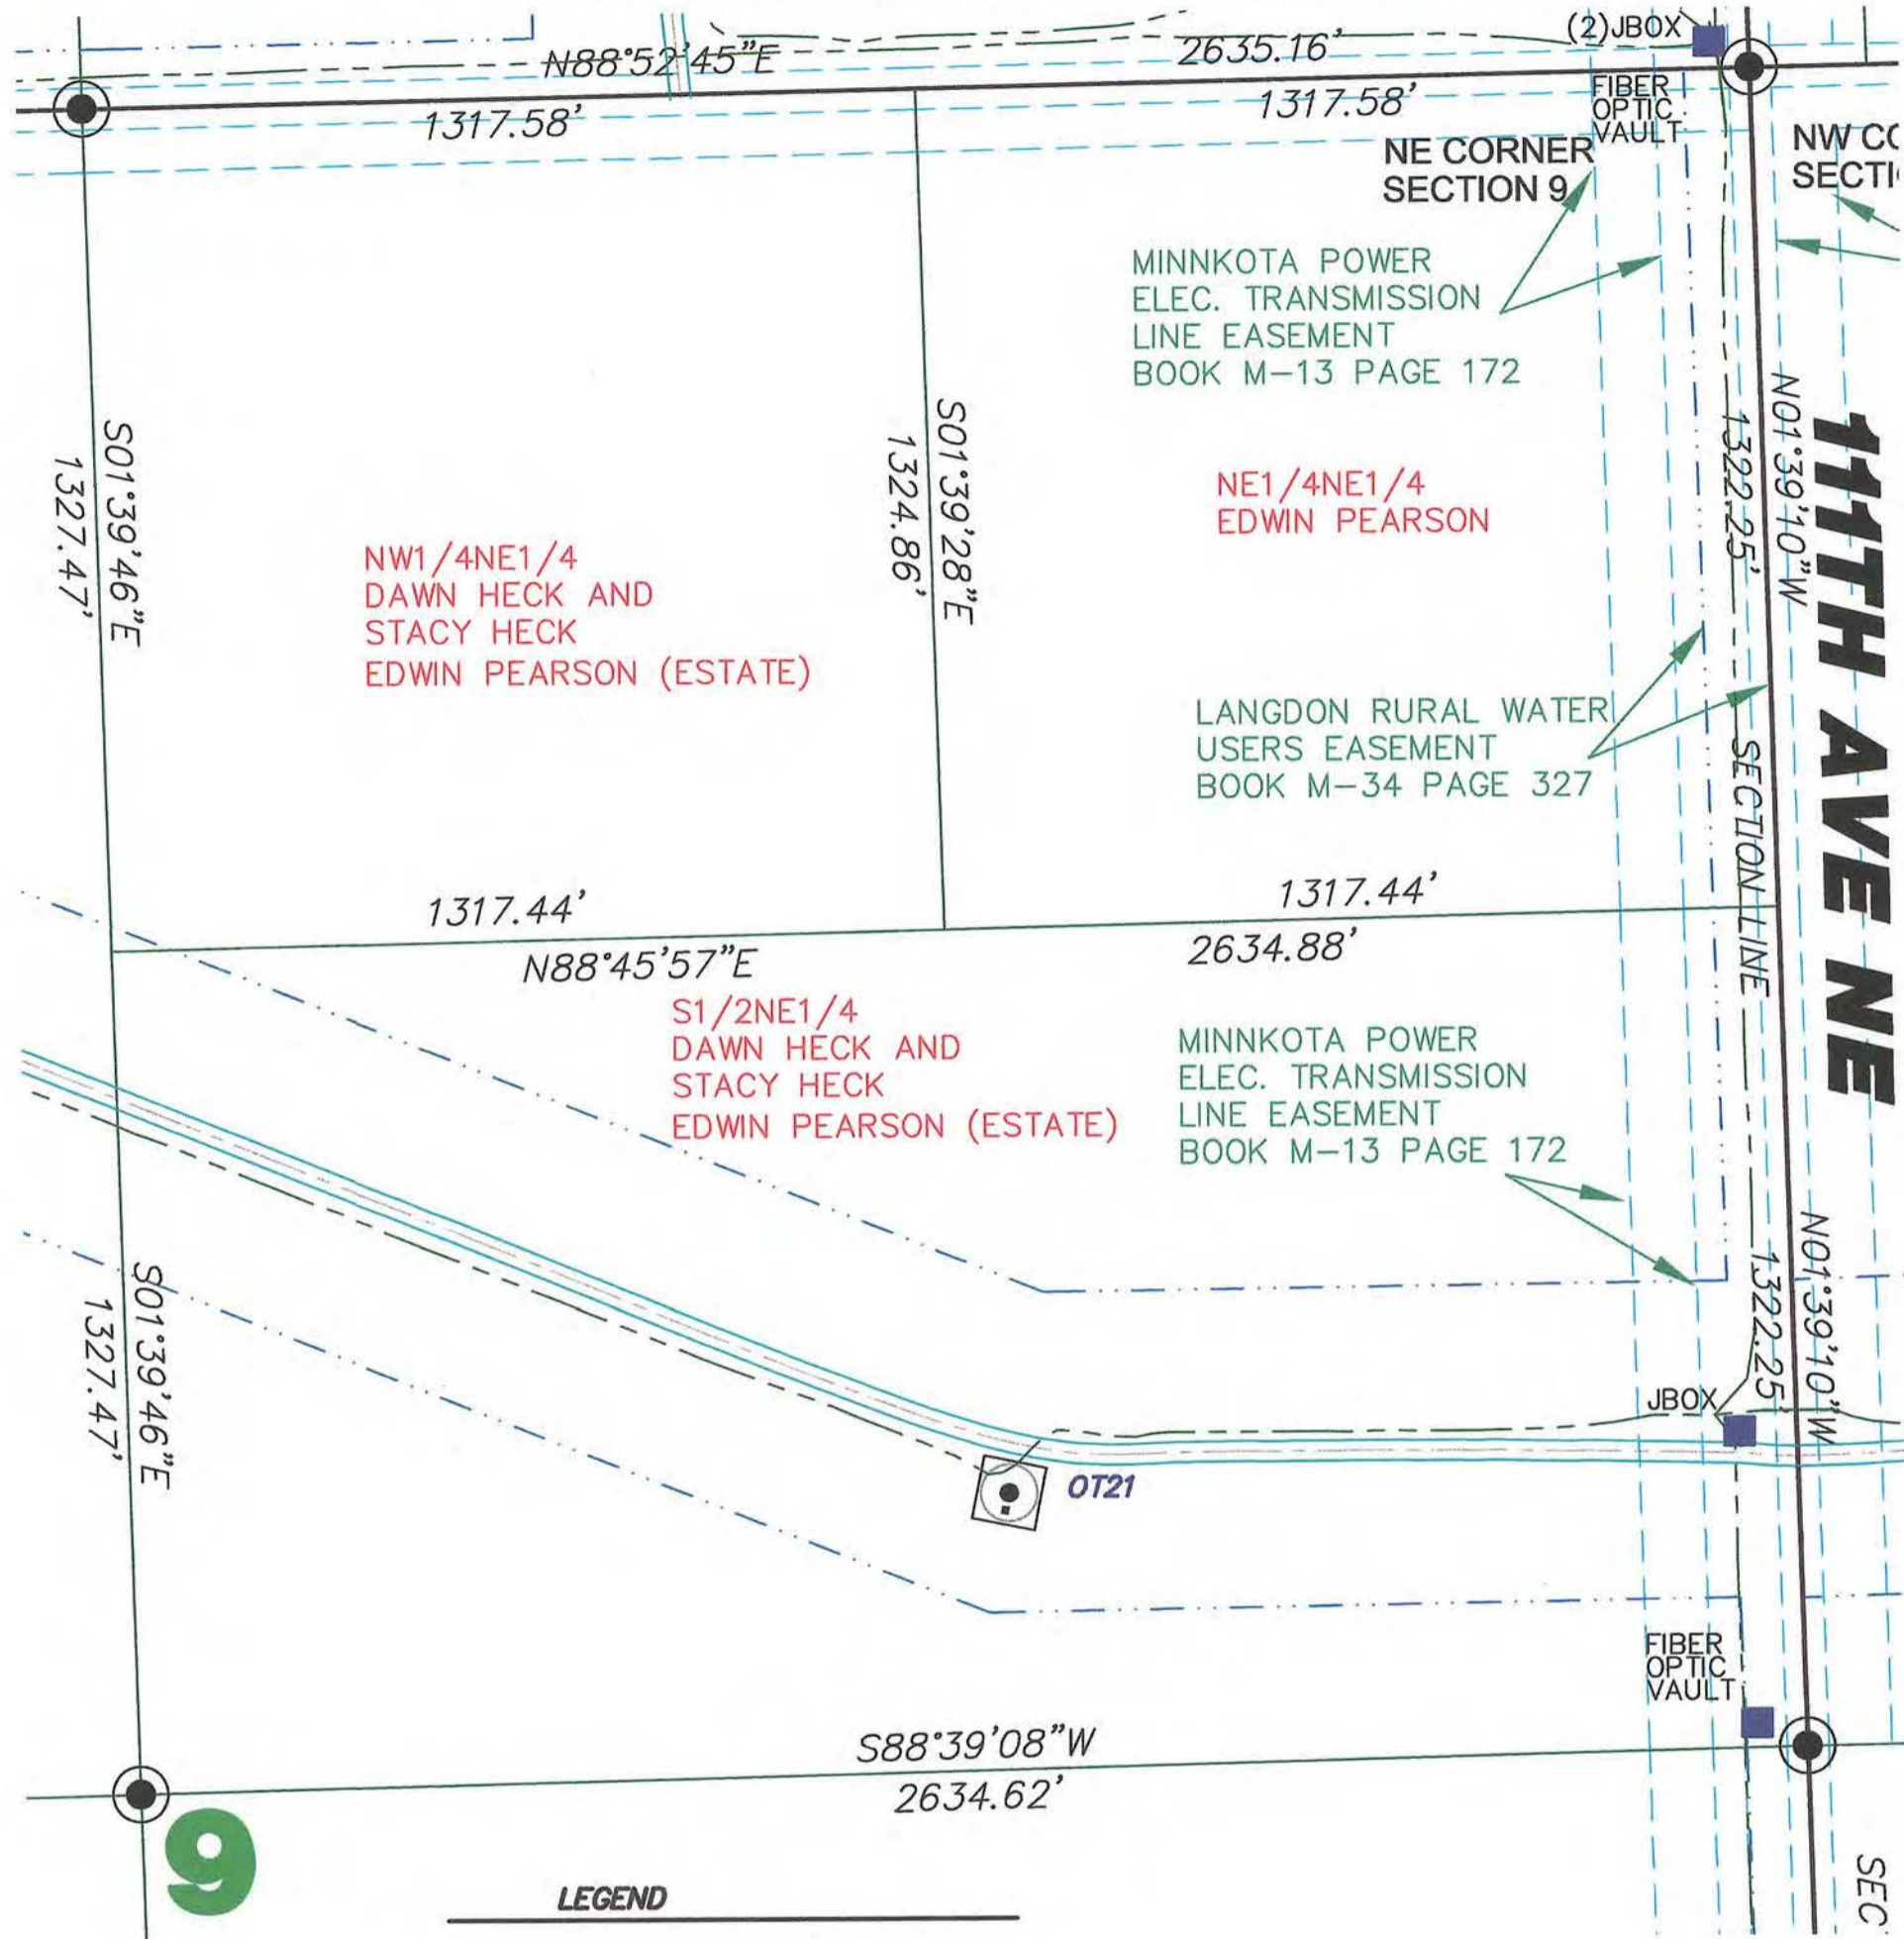 (2)JBOX
N88°52'45"E
2635.16'
1317.58'
1317.58'
FIBER
OPTIC
VAULT
NE CORNER
SECTION 9
NW CO
SECTI
MINNKOTA POWER
ELEC. TRANSMISSION
LINE EASEMENT
BOOK M-13 PAGE 172
S01°39'46"E
1327.47'
S01°39'28"E
1324.86'
N01°39'10"W
1322.25'
111TH AVE NE
NE1/4NE1/4
EDWIN PEARSON
NW1/4NE1/4
DAWN HECK AND
STACY HECK
EDWIN PEARSON (ESTATE)
LANGDON RURAL WATER
USERS EASEMENT
BOOK M-34 PAGE 327
SECTION LINE
1317.44'
1317.44'
N88°45'57"E
2634.88'
S1/2NE1/4
DAWN HECK AND
STACY HECK
EDWIN PEARSON (ESTATE)
MINNKOTA POWER
ELEC. TRANSMISSION
LINE EASEMENT
BOOK M-13 PAGE 172
S01°39'46"E
1327.47'
N01°39'10"W
1322.25'
JBOX
OT21
FIBER
OPTIC
VAULT
S88°39'08"W
2634.62'
9
SEC
LEGEND